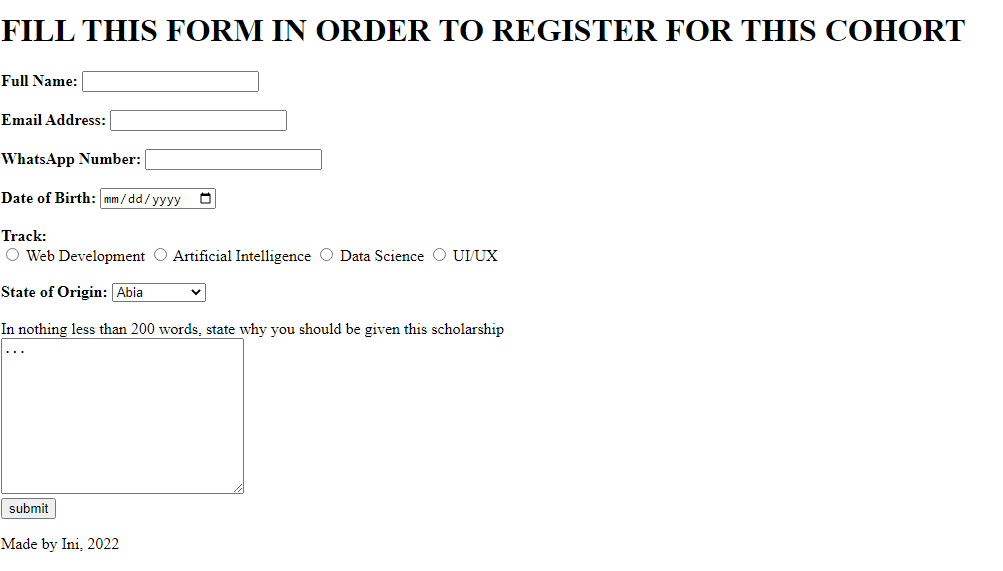 FILL THIS FORM IN ORDER TO REGISTER FOR THIS COHORT
Full Name:
Email Address:
WhatsApp Number:
Date of Birth: mm/dd/yyyy
Track:
Web Development Artificial Intelligence Data Science UI/UX
State of Origin: Abia
In nothing less than 200 words, state why you should be given this scholarship
...
submit
Made by Ini, 2022